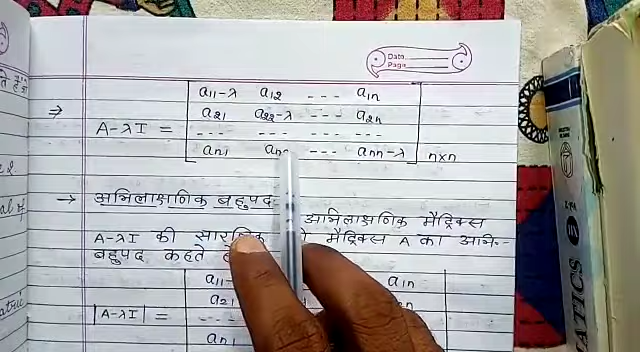 Date
Page
a11-λ a12 --- a1n
⇒ a21 a22-λ --- a2n
A-λI = --- --- --- ---
an1 --- ann-λ n×n
→ अभिलाक्षणिक बहुपद
अभिलाक्षणिक मैट्रिक्स
A-λI की मैट्रिक्स A का अभि-
बहुपद कहते
a11- a1n
a21
|A-λI| =
an1